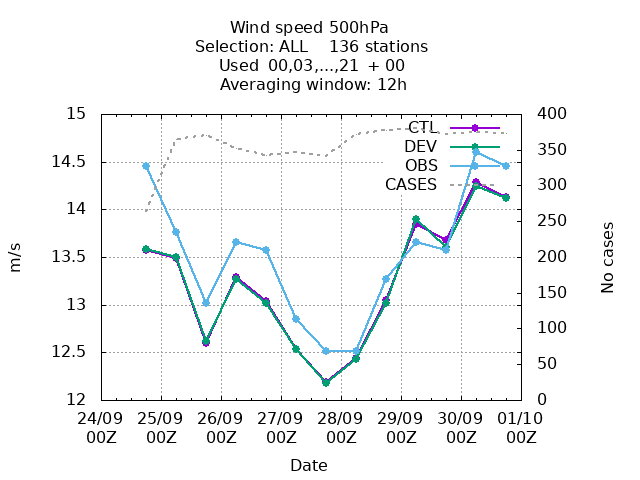 Wind speed 500hPa
Selection: ALL 136 stations
Used 00,03,...,21 + 00
Averaging window: 12h
15 400
CTL
DEV
14.5 350
OBS
CASES
14 300
250
13.5 200
m/s
No cases
13 150
100
12.5 50
12 0
24/09 25/09 26/09 27/09 28/09 29/09 30/09 01/10
00Z 00Z 00Z 00Z 00Z 00Z 00Z 00Z
Date